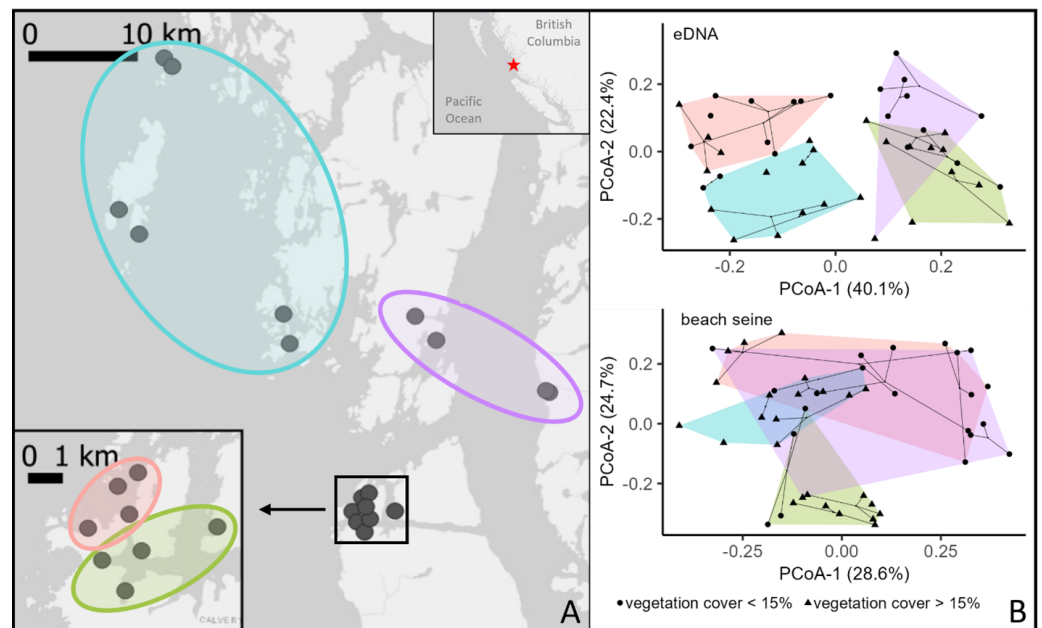 0 10 km
British
Columbia
Pacific
Ocean
0 1 km
CALVER
A
eDNA
0.2
0.0
-0.2
PCoA-2 (22.4%)
-0.2 0.0 0.2
PCoA-1 (40.1%)
beach seine
0.2
0.0
-0.2
PCoA-2 (24.7%)
-0.25 0.00 0.25
PCoA-1 (28.6%)
vegetation cover < 15% vegetation cover > 15%
B